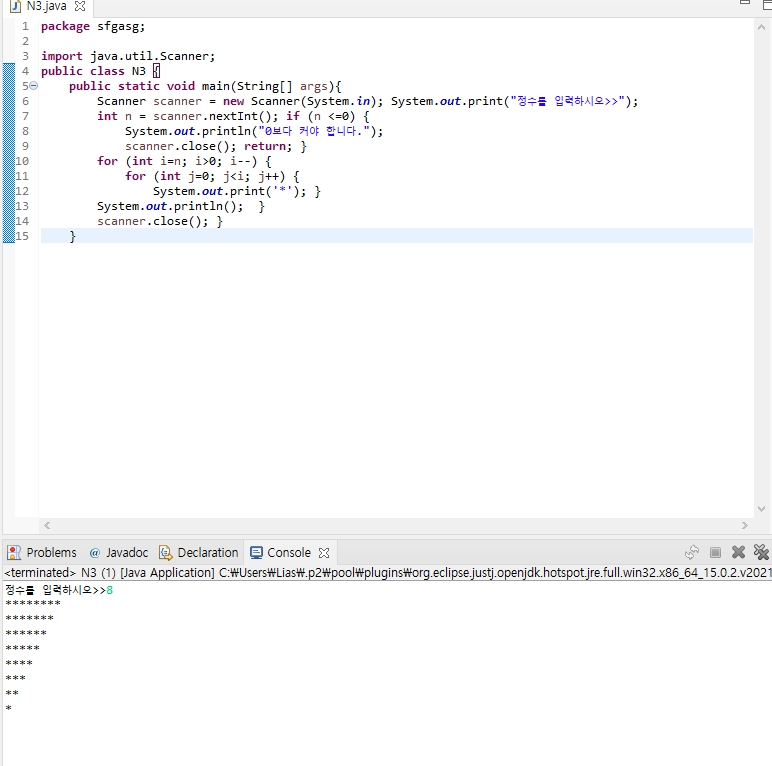 N3.java
1 package sfgasg;
2
3 import java.util.Scanner;
4 public class N3 {
5 public static void main(String[] args){
6 Scanner scanner = new Scanner(System.in); System.out.print("정수를 입력하시오>>");
7 int n = scanner.nextInt(); if (n <=0) {
8 System.out.println("0보다 커야 합니다.");
9 scanner.close(); return; }
10 for (int i=n; i>0; i--) {
11 for (int j=0; j<i; j++) {
12 System.out.print('*'); }
13 System.out.println(); }
14 scanner.close(); }
15 }
Problems @ Javadoc Declaration Console
<terminated> N3 (1) [Java Application] C:₩Users₩Lias₩.p2₩pool₩plugins₩org.eclipse.justj.openjdk.hotspot.jre.full.win32.x86_64_15.0.2.v2021
정수를 입력하시오>>8
********
*******
******
*****
****
***
**
*